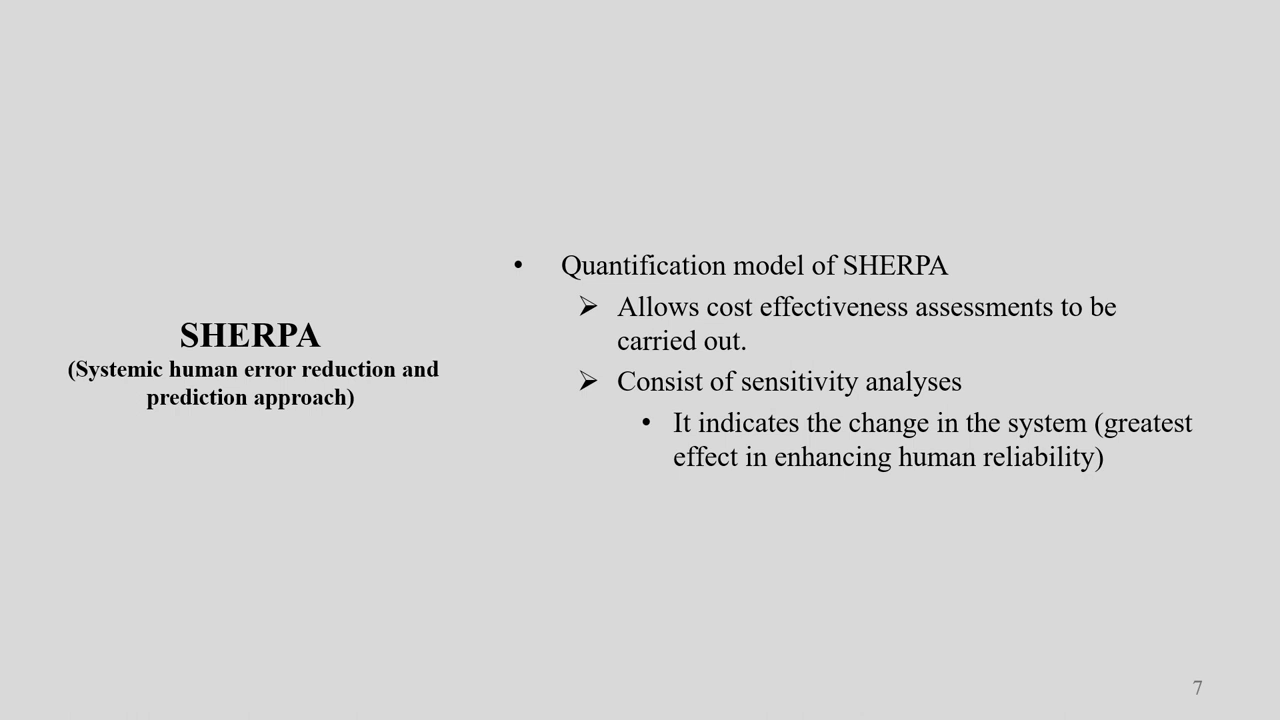 SHERPA
(Systemic human error reduction and
prediction approach)
• Quantification model of SHERPA
➢ Allows cost effectiveness assessments to be
carried out.
➢ Consist of sensitivity analyses
• It indicates the change in the system (greatest
effect in enhancing human reliability)
7